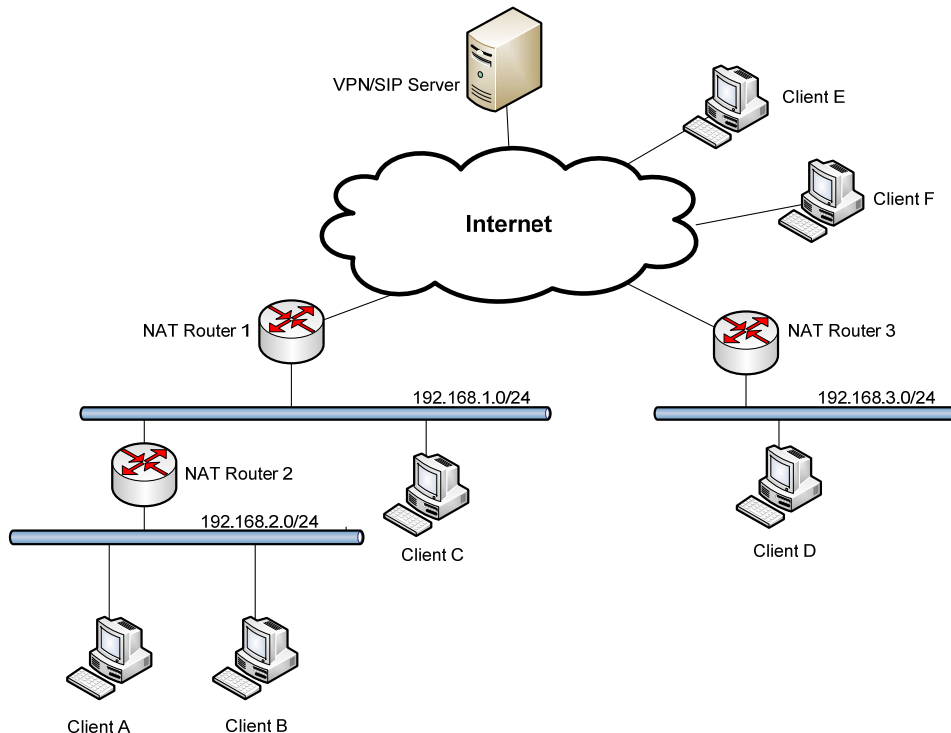 VPN/SIP Server
Client E
Client F
Internet
NAT Router 1
NAT Router 3
192.168.1.0/24
192.168.3.0/24
NAT Router 2
192.168.2.0/24
Client C
Client D
Client A
Client B